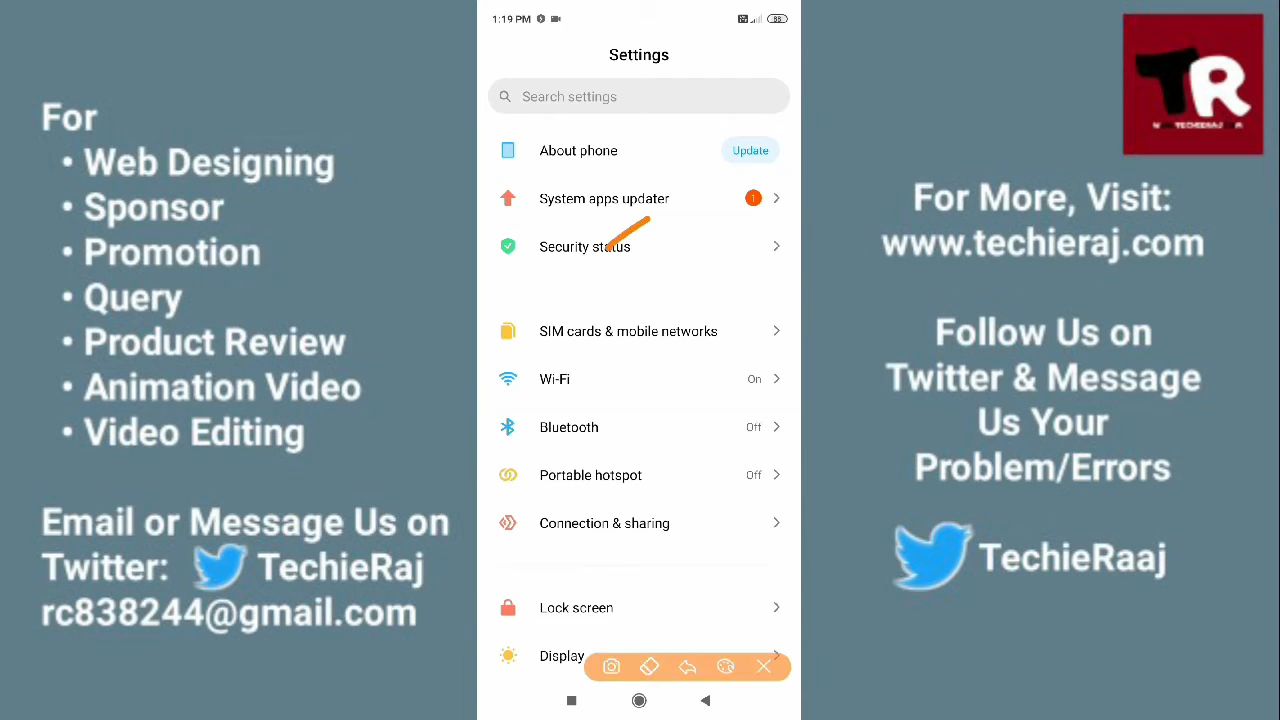 For
• Web Designing
• Sponsor
• Promotion
• Query
• Product Review
• Animation Video
• Video Editing
Email or Message Us on
Twitter: TechieRaj
rc838244@gmail.com
1:19 PM
88
Settings
Search settings
About phone
Update
System apps updater
1
Security status
SIM cards & mobile networks
Wi-Fi
On
Bluetooth
Off
Portable hotspot
Off
Connection & sharing
Lock screen
Display
TR
For More, Visit:
www.techieraj.com
Follow Us on
Twitter & Message
Us Your
Problem/Errors
TechieRaaj